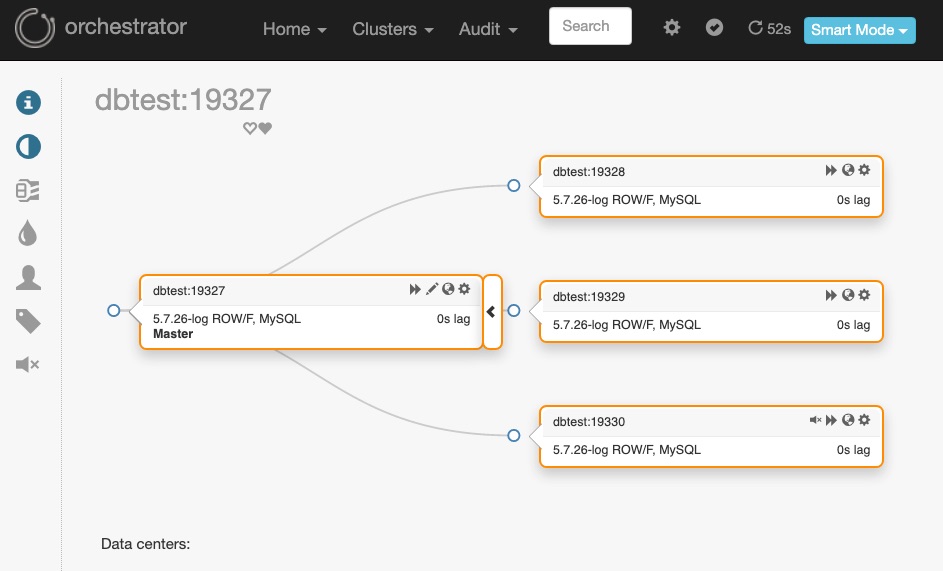 orchestrator Home Clusters Audit Search 52s Smart Mode
dbtest:19327
dbtest:19328
5.7.26-log ROW/F, MySQL 0s lag
dbtest:19327
5.7.26-log ROW/F, MySQL 0s lag
Master
dbtest:19329
5.7.26-log ROW/F, MySQL 0s lag
dbtest:19330
5.7.26-log ROW/F, MySQL 0s lag
Data centers: